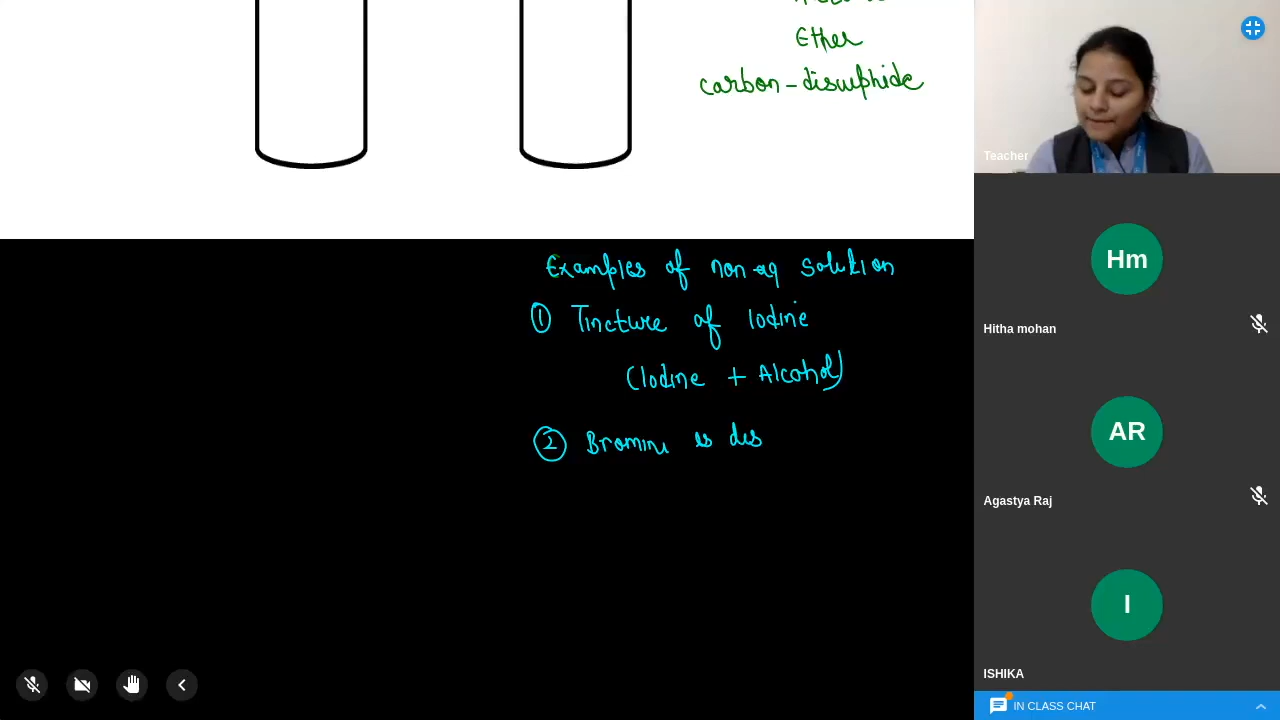 Ether
carbon-disulphide
Teacher
Examples of non-aq solution
① Tincture of Iodine
(Iodine + Alcohol)
② Bromine is dis
Hm
Hitha mohan
AR
Agastya Raj
I
ISHIKA
IN CLASS CHAT